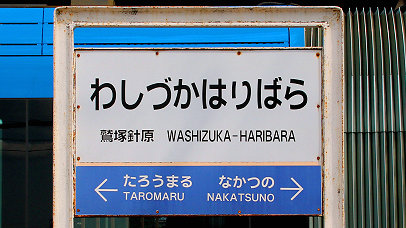 わしづかはりばら
鷲塚針原 WASHIZUKA-HARIBARA
← たろうまる なかつの →
TAROMARU NAKATSUNO